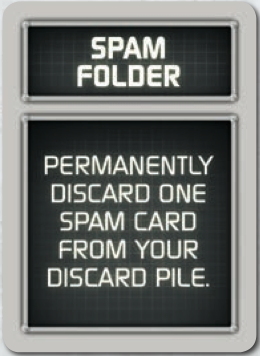 SPAM
FOLDER
PERMANENTLY
DISCARD ONE
SPAM CARD
FROM YOUR
DISCARD PILE.